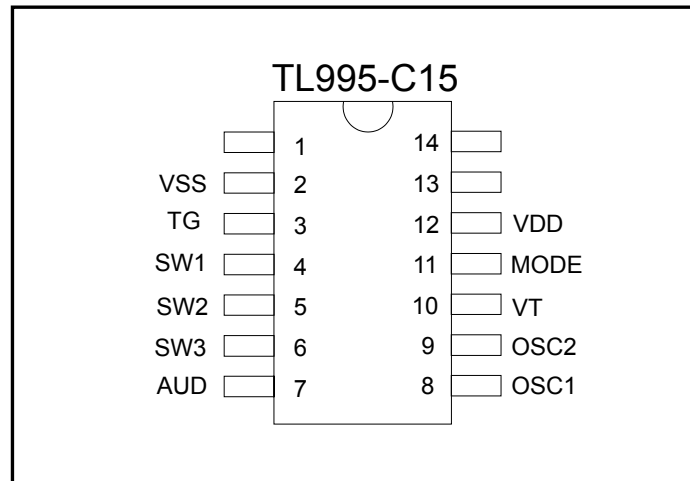 TL995-C15
1 14
VSS 2 13
TG 3 12 VDD
SW1 4 11 MODE
SW2 5 10 VT
SW3 6 9 OSC2
AUD 7 8 OSC1